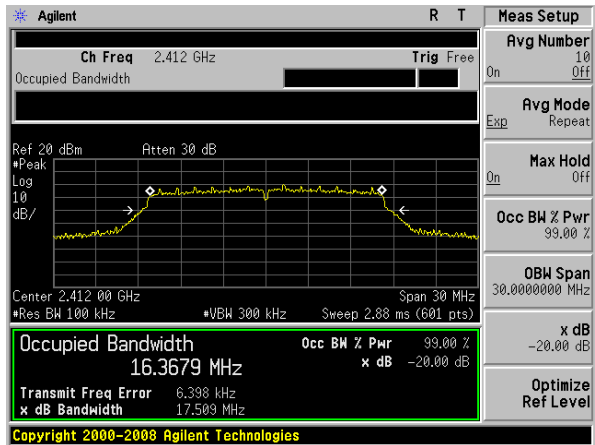 Agilent R T Meas Setup
Avg Number
10
On Off
Ch Freq 2.412 GHz Trig Free
Occupied Bandwidth
Avg Mode
Exp Repeat
Ref 20 dBm Atten 30 dB
#Peak
Log
10
dB/
Max Hold
On Off
Occ BW % Pwr
99.00 %
OBW Span
30.0000000 MHz
Center 2.412 00 GHz Span 30 MHz
#Res BW 100 kHz #VBW 300 kHz Sweep 2.88 ms (601 pts)
x dB
-20.00 dB
Occupied Bandwidth Occ BW % Pwr 99.00 %
16.3679 MHz x dB -20.00 dB
Transmit Freq Error 6.398 kHz
x dB Bandwidth 17.509 MHz
Optimize
Ref Level
Copyright 2000-2008 Agilent Technologies